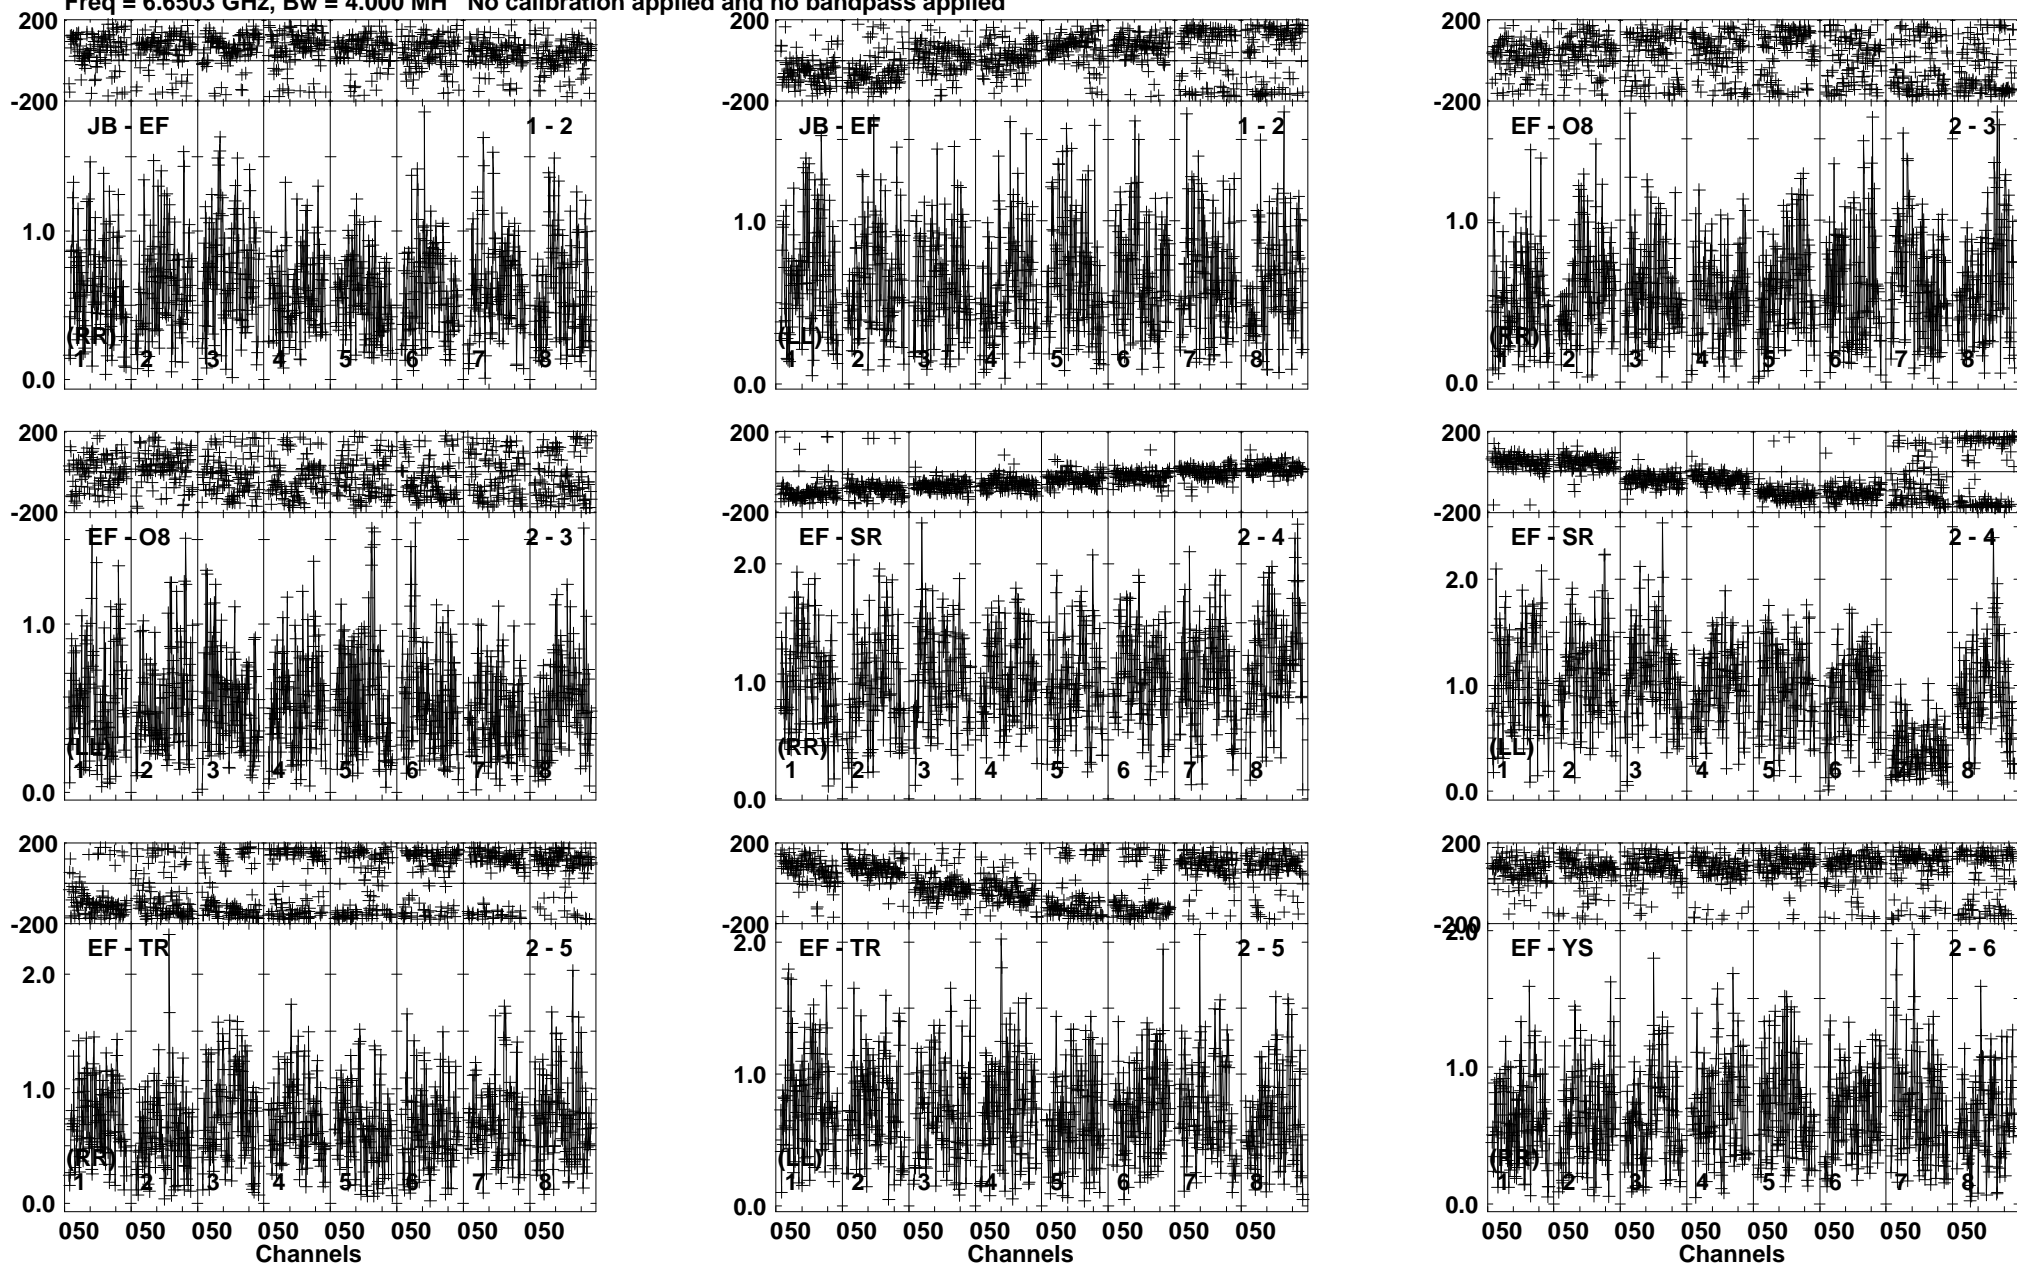 Freq = 6.6503 GHz, Bw = 4.000 MH No calibration applied and no bandpass applied
200
-200
JB - EF 1 - 2
1.0
(RR)
1 2 3 4 5 6 7 8
0.0
200
-200
JB - EF 1 - 2
1.0
(LL)
1 2 3 4 5 6 7 8
0.0
200
-200
EF - O8 2 - 3
1.0
(RR)
1 2 3 4 5 6 7 8
0.0
200
-200
EF - O8 2 - 3
1.0
(LL)
1 2 3 4 5 6 7 8
0.0
200
-200
EF - SR 2 - 4
2.0
1.0
(RR)
1 2 3 4 5 6 7 8
0.0
200
-200
EF - SR 2 - 4
2.0
1.0
(LL)
1 2 3 4 5 6 7 8
0.0
200
-200
EF - TR 2 - 5
2.0
1.0
(RR)
1 2 3 4 5 6 7 8
0.0
050 050 050 050 050 050 050 050
Channels
200
-200
2.0
EF - TR 2 - 5
1.0
(LL)
1 2 3 4 5 6 7 8
0.0
050 050 050 050 050 050 050 050
Channels
200
-200
2.0
EF - YS 2 - 6
1.0
(RR)
1 2 3 4 5 6 7 8
0.0
050 050 050 050 050 050 050 050
Channels